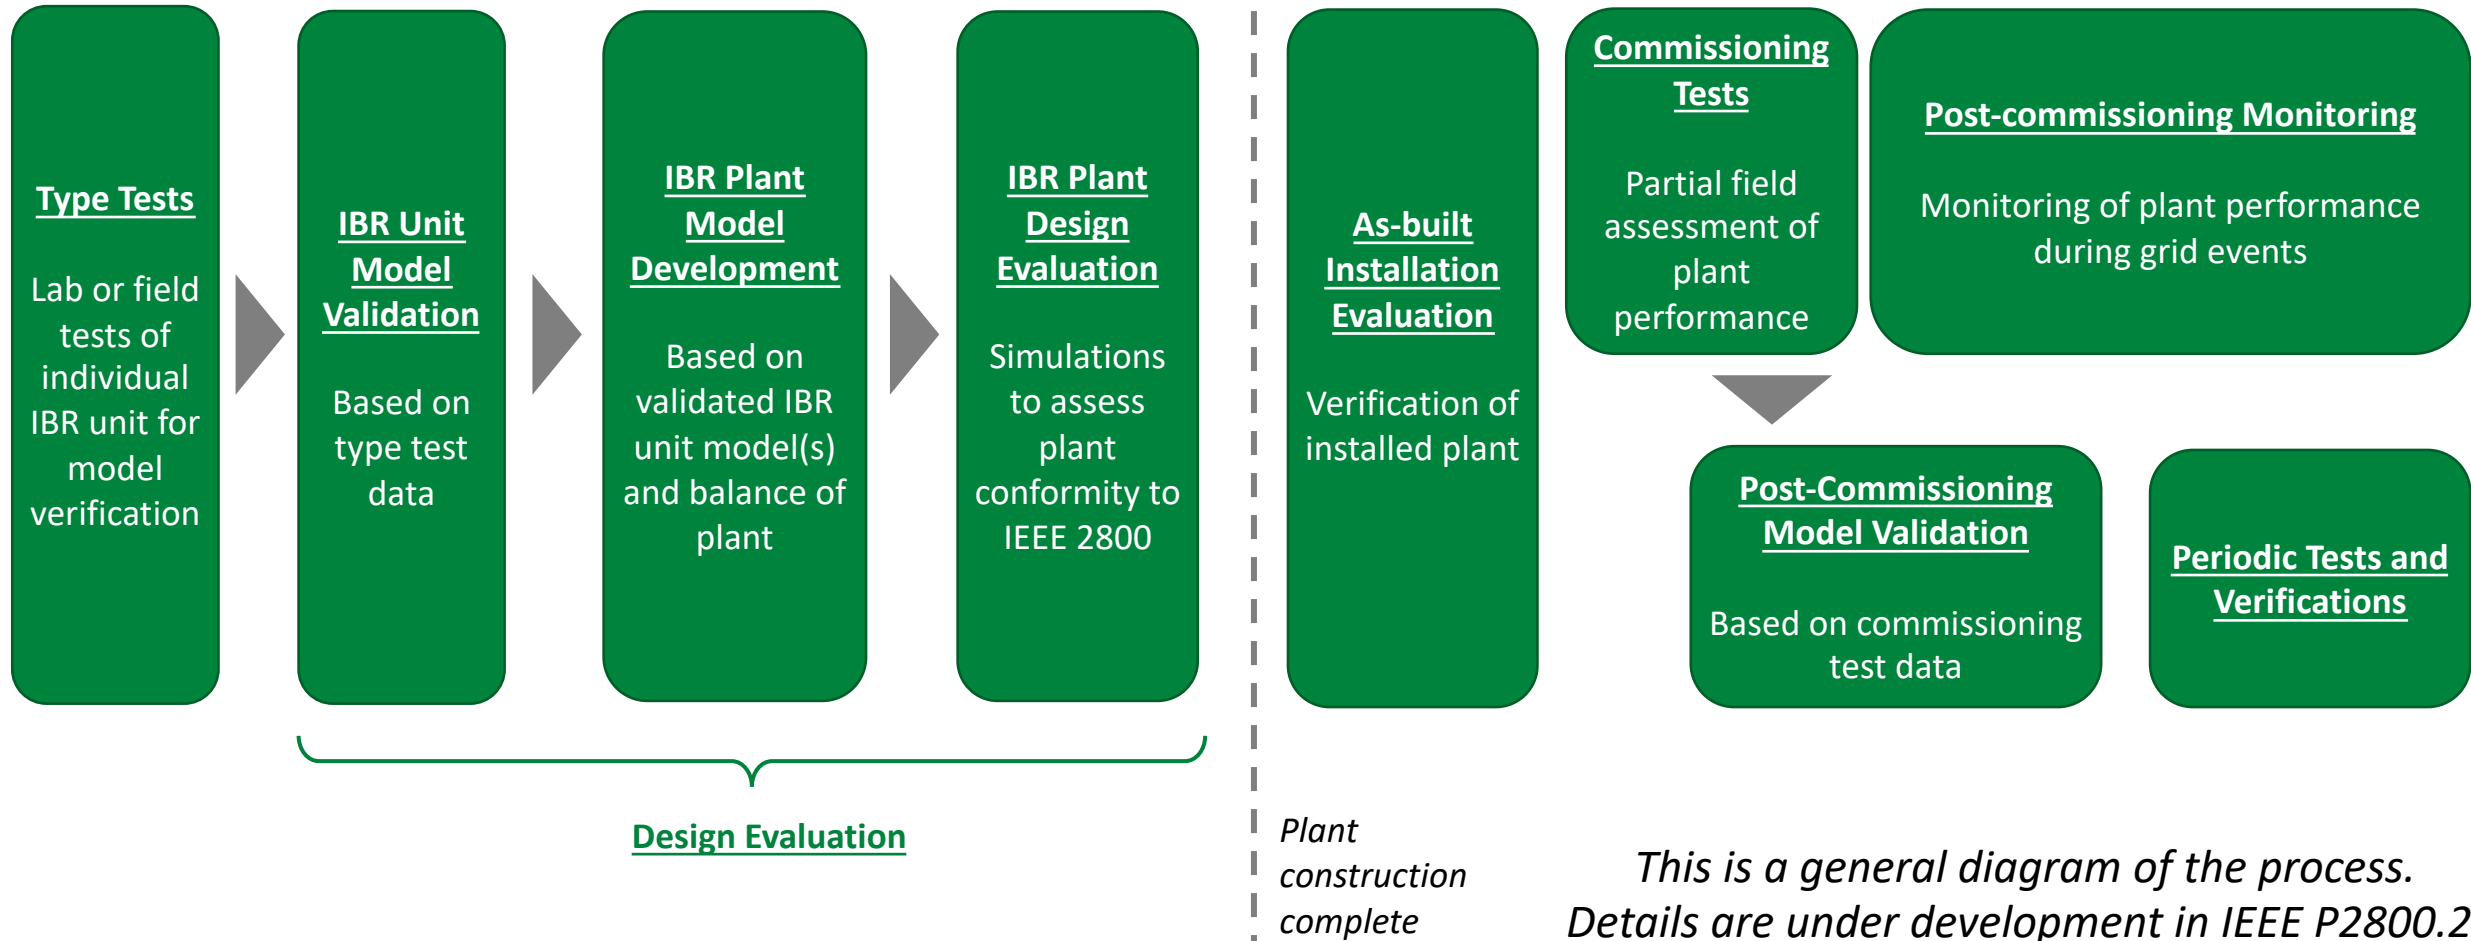 Type Tests
Lab or field
tests of
individual
IBR unit for
model
verification
IBR Unit
Model
Validation
Based on
type test
data
IBR Plant
Model
Development
Based on
validated IBR
unit model(s)
and balance of
plant
IBR Plant
Design
Evaluation
Simulations
to assess
plant
conformity to
IEEE 2800
Design Evaluation
As-built
Installation
Evaluation
Verification of
installed plant
Commissioning
Tests
Partial field
assessment of
plant
performance
Post-commissioning Monitoring
Monitoring of plant performance
during grid events
Post-Commissioning
Model Validation
Based on commissioning
test data
Periodic Tests and
Verifications
Plant
construction
complete
This is a general diagram of the process.
Details are under development in IEEE P2800.2